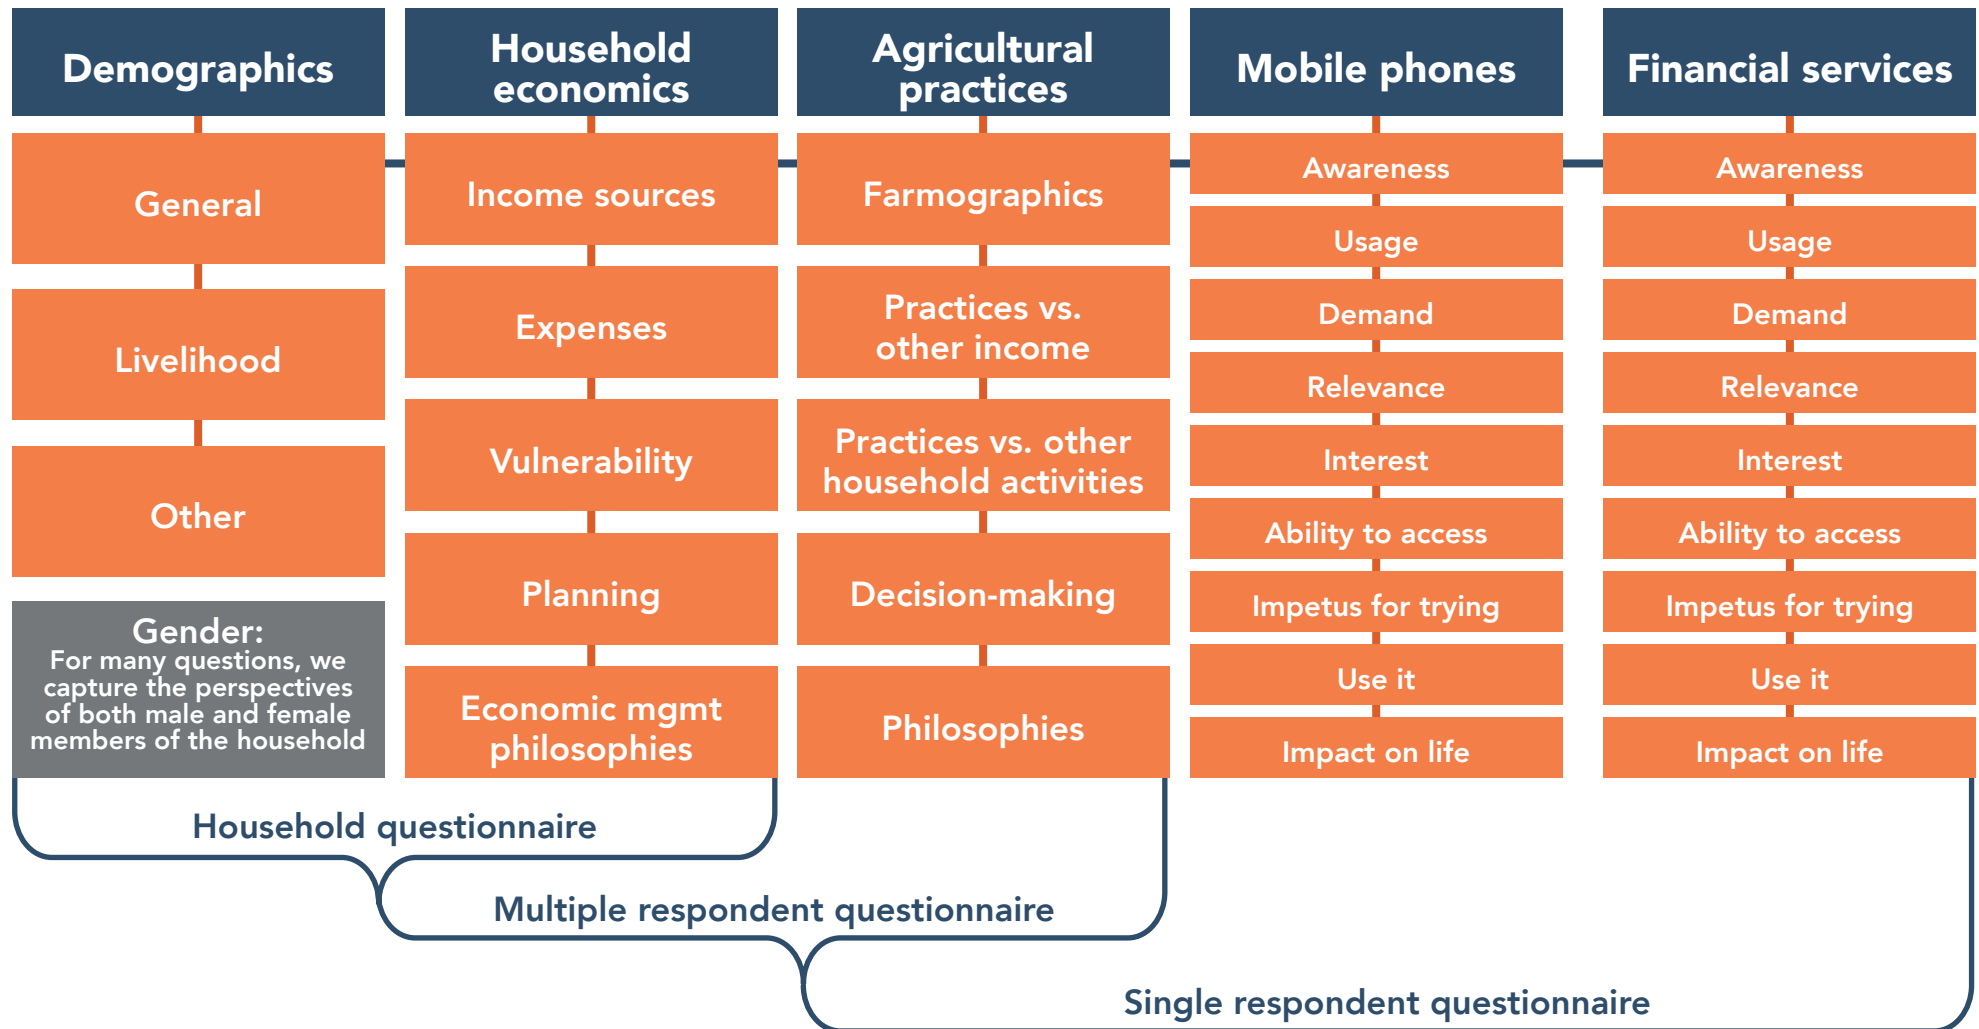 Demographics
General
Livelihood
Other
Gender:
For many questions, we
capture the perspectives
of both male and female
members of the household
Household
economics
Income sources
Expenses
Vulnerability
Planning
Economic mgmt
philosophies
Agricultural
practices
Farmographics
Practices vs.
other income
Practices vs. other
household activities
Decision-making
Philosophies
Mobile phones
Awareness
Usage
Demand
Relevance
Interest
Ability to access
Impetus for trying
Use it
Impact on life
Financial services
Awareness
Usage
Demand
Relevance
Interest
Ability to access
Impetus for trying
Use it
Impact on life
Household questionnaire
Multiple respondent questionnaire
Single respondent questionnaire